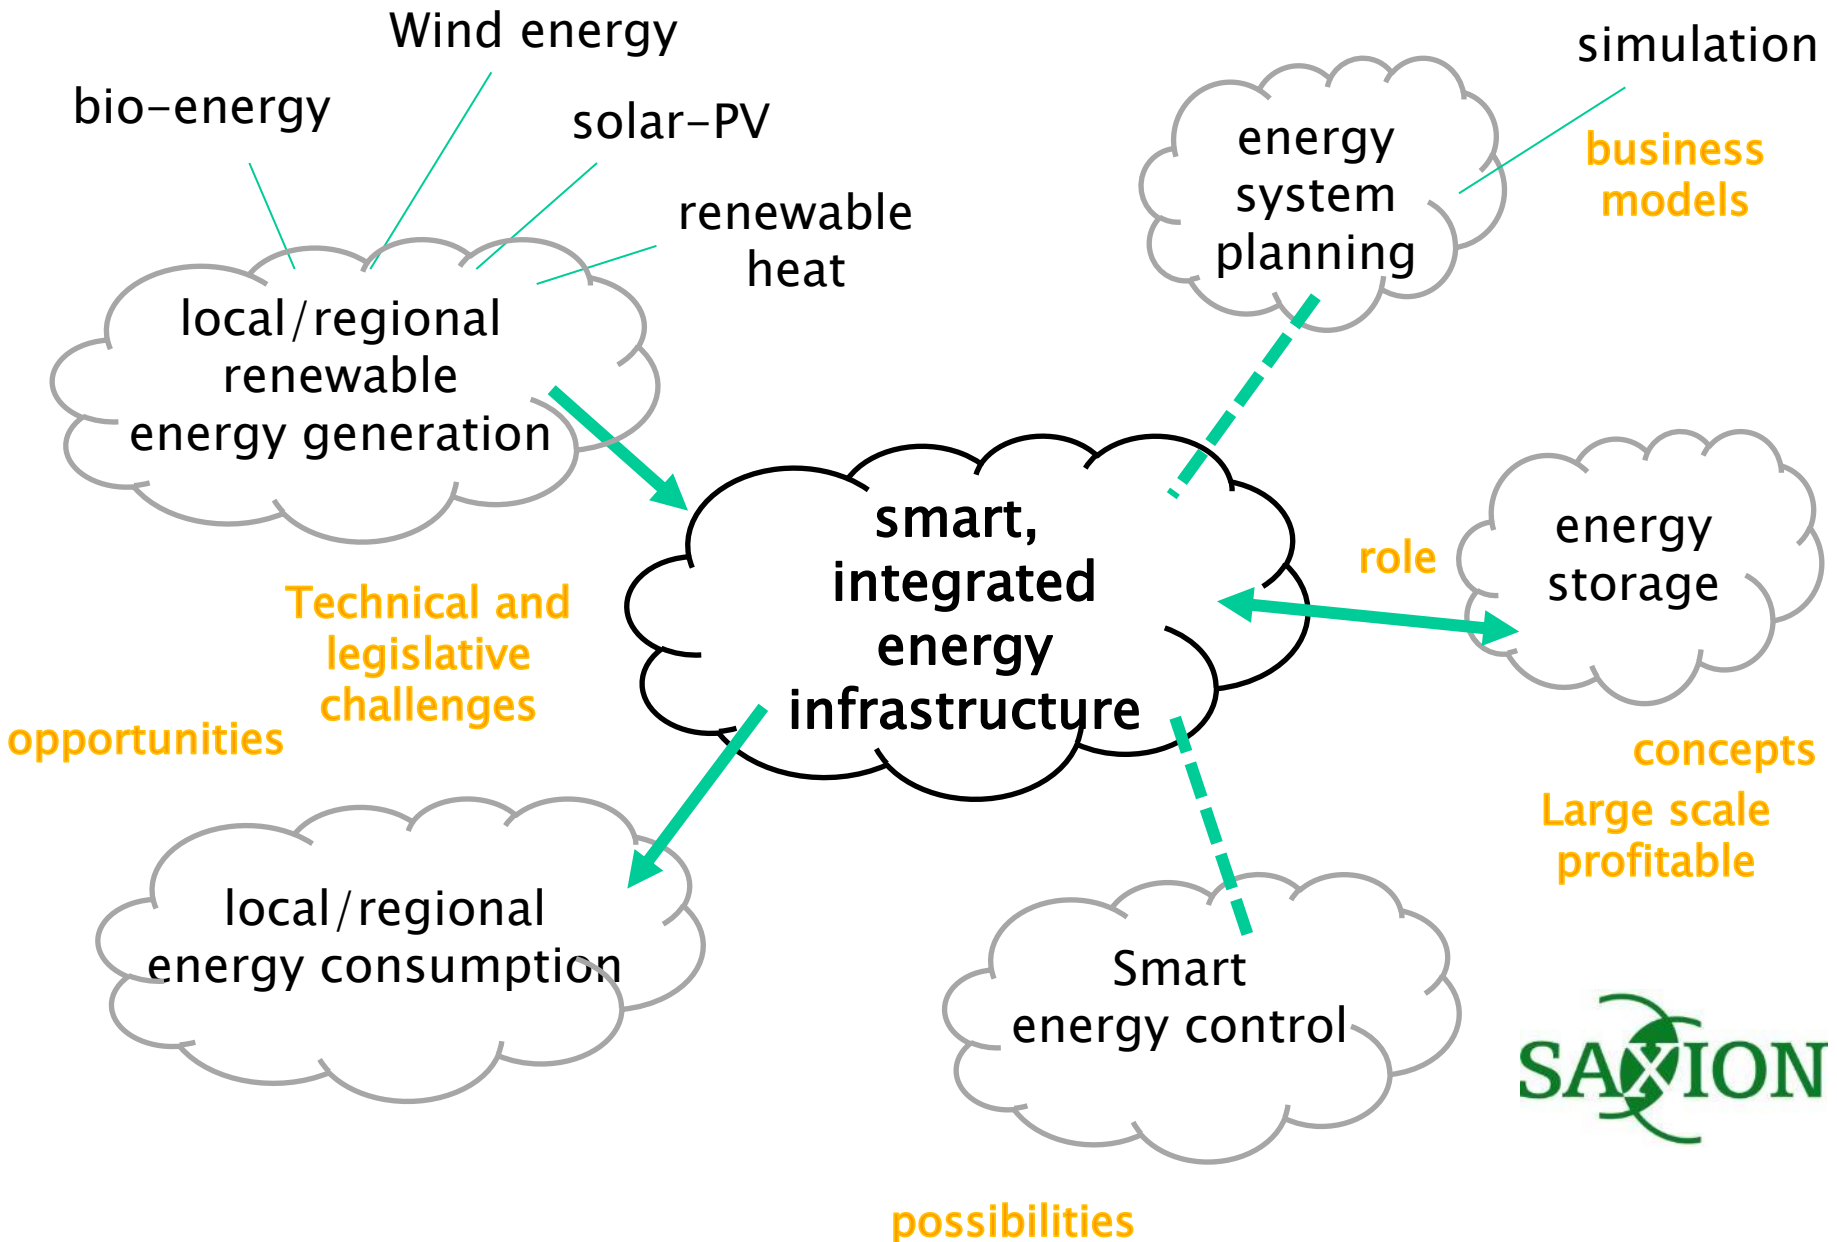 Wind energy
bio-energy
solar-PV
renewable
heat
local/regional
renewable
energy generation
simulation
business
models
energy
system
planning
smart,
integrated
energy
infrastructure
role
energy
storage
Technical and
legislative
challenges
opportunities
concepts
Large scale
profitable
local/regional
energy consumption
Smart
energy control
SAXION
possibilities